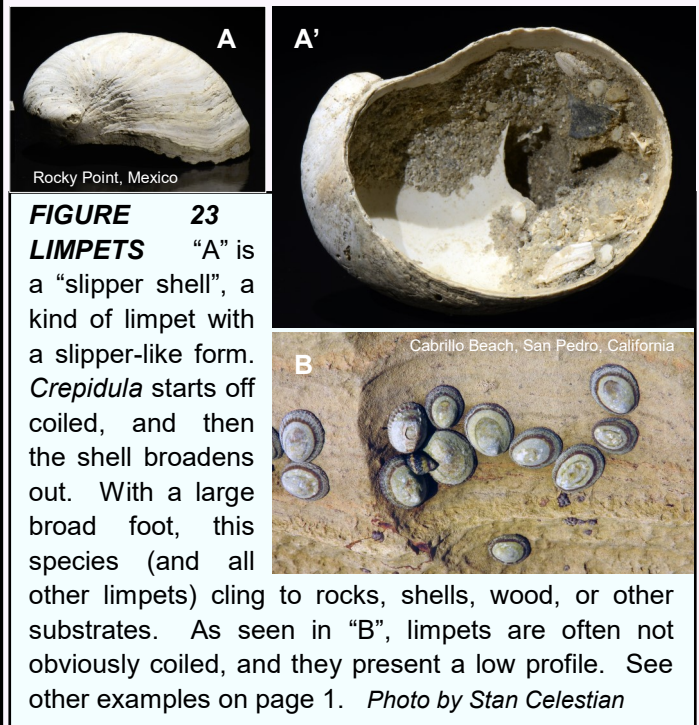 A
A’
Rocky Point, Mexico
FIGURE 23
LIMPETS “A” is
a “slipper shell”, a
kind of limpet with
a slipper-like form.
Crepidula starts off
coiled, and then
the shell broadens
out. With a large
broad foot, this
species (and all
other limpets) cling to rocks, shells, wood, or other
substrates. As seen in “B”, limpets are often not
obviously coiled, and they present a low profile. See
other examples on page 1. Photo by Stan Celestian
Cabrillo Beach, San Pedro, California
B